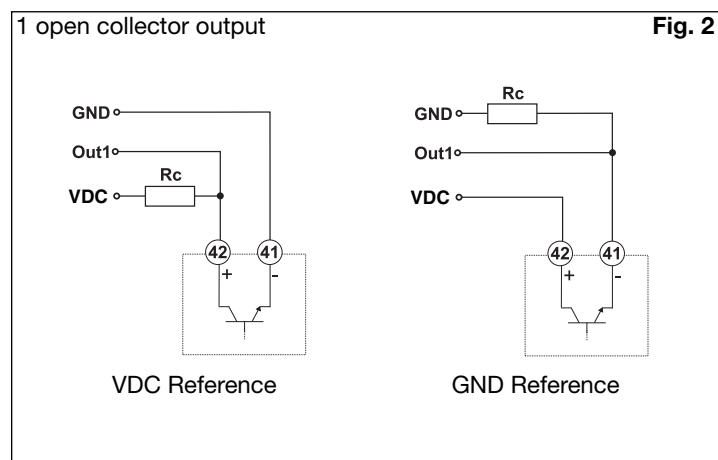 1 open collector output Fig. 2
GND
Out1
Rc
VDC
42 41
+ -
VDC Reference
Rc
GND
Out1
VDC
42 41
+ -
GND Reference